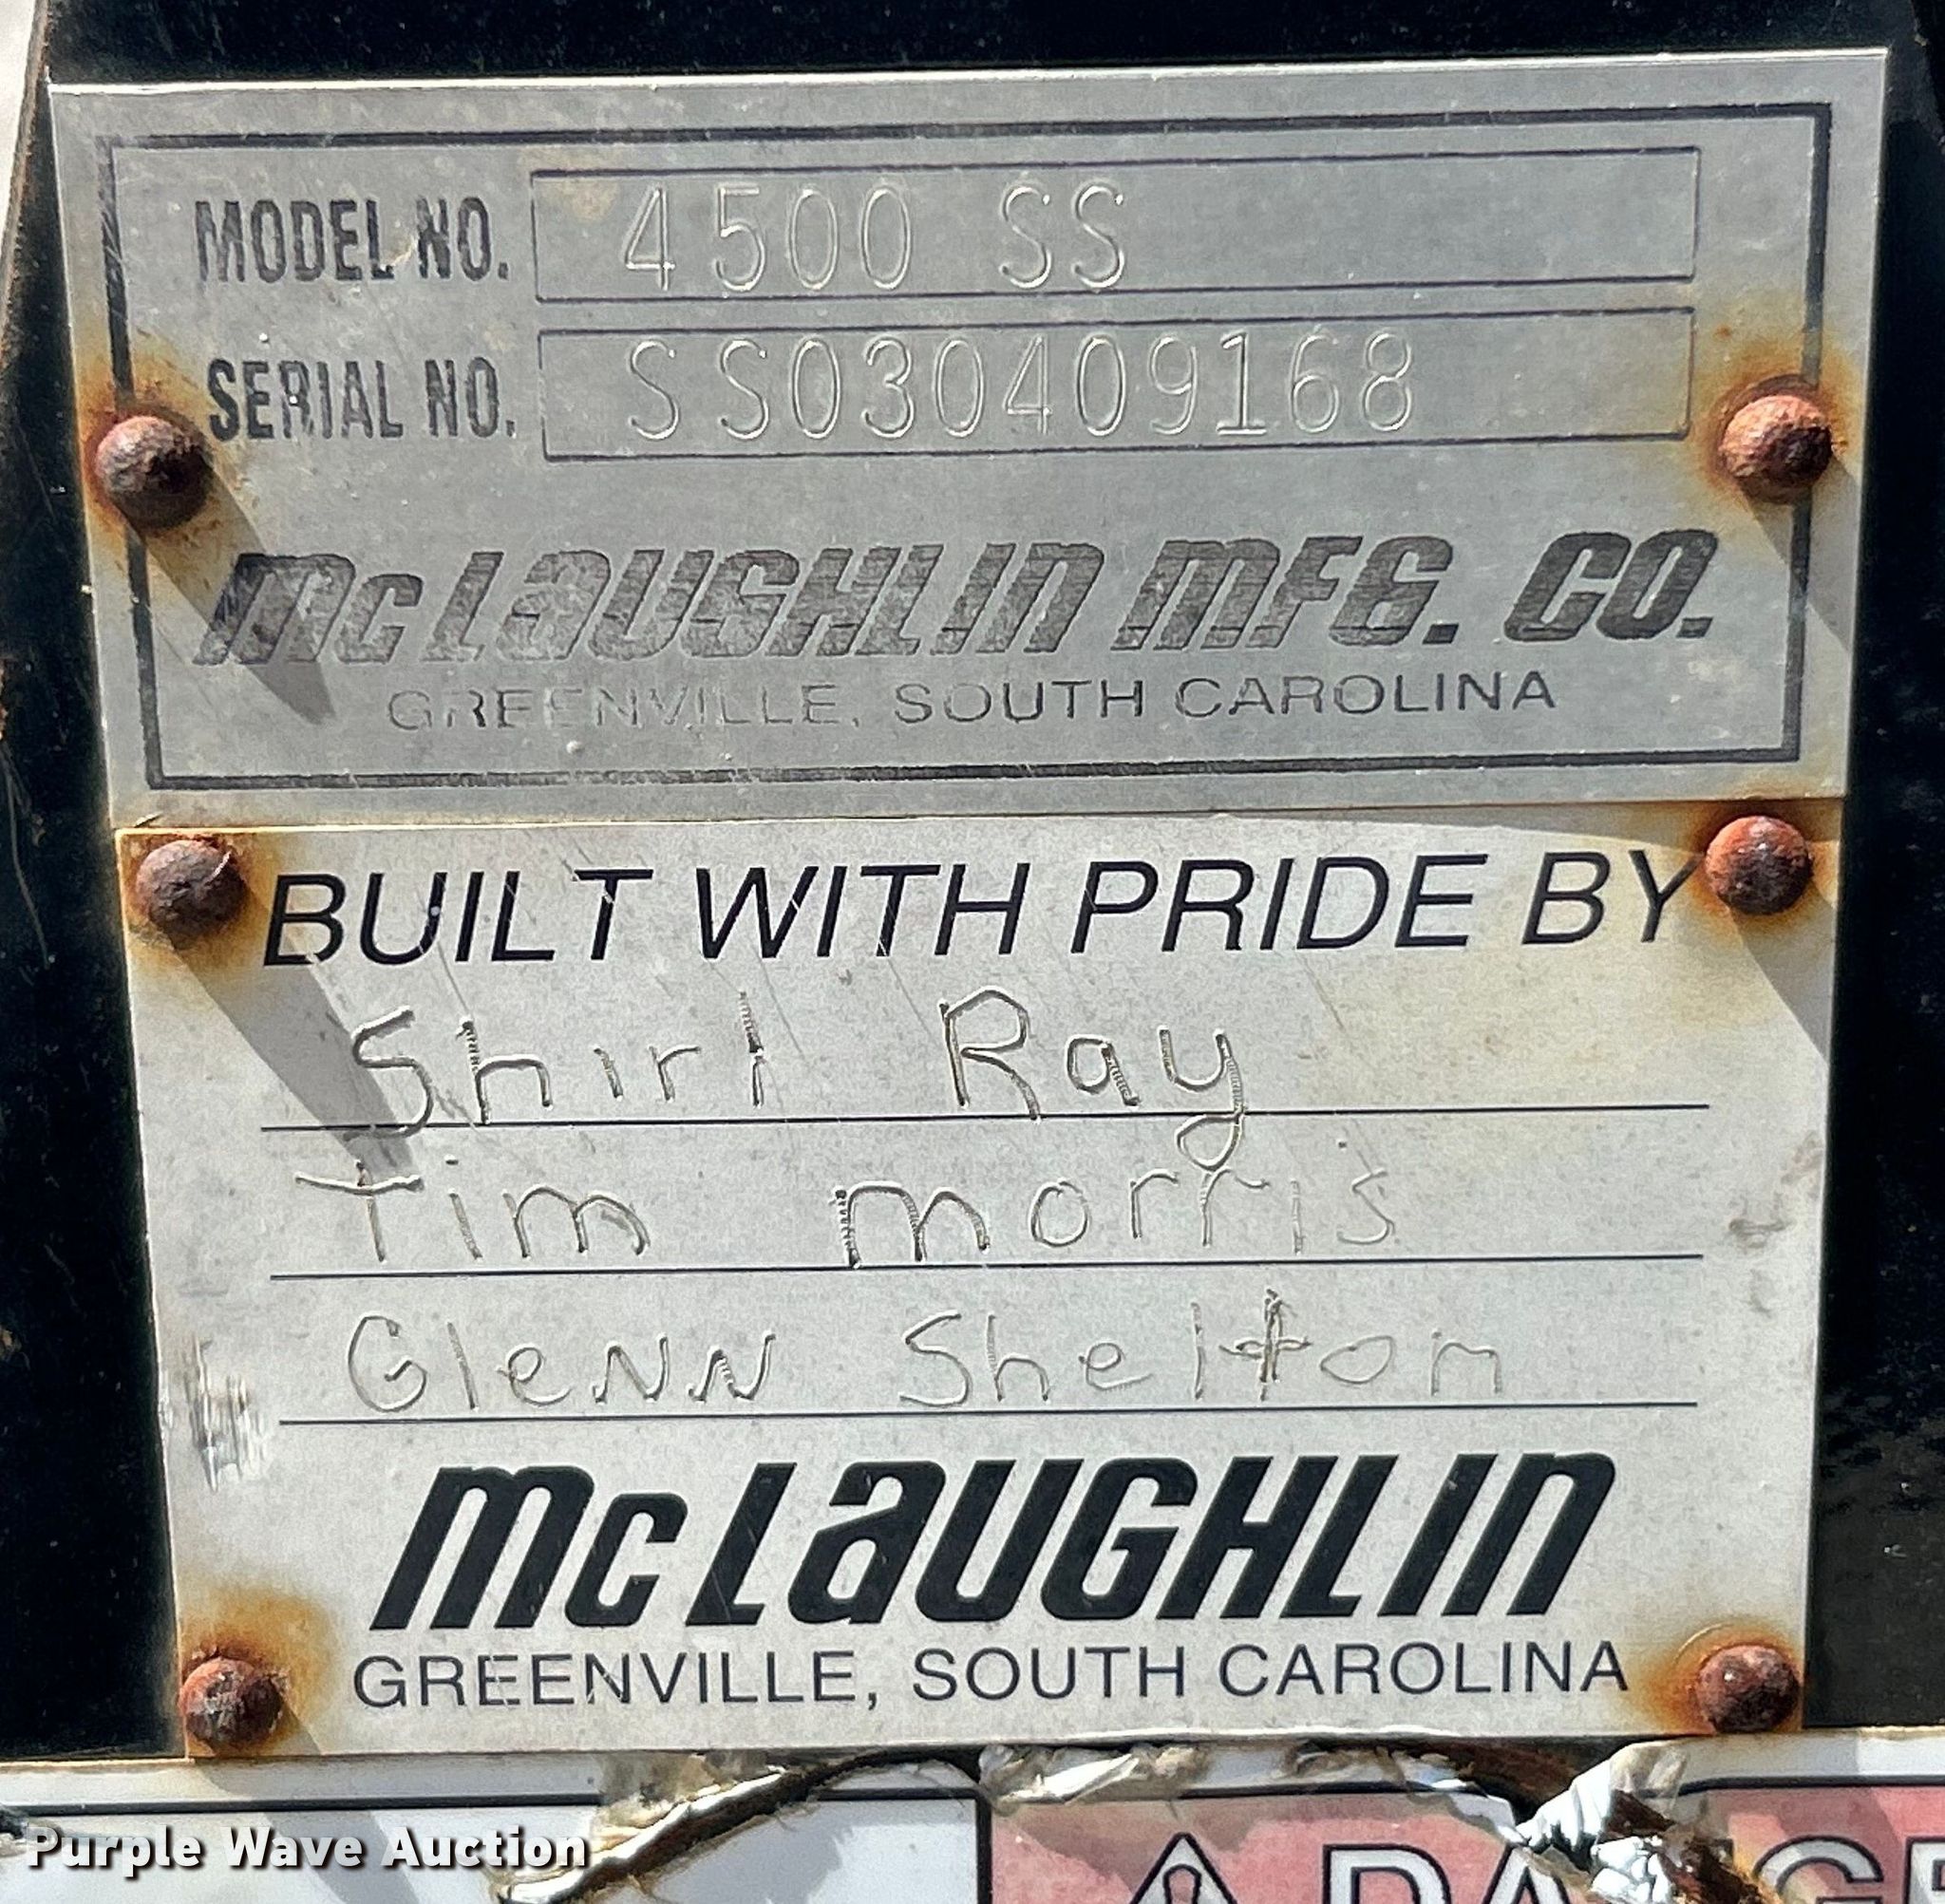 MODEL NO. 4500 SS
SERIAL NO. SS030409168
McLAUGHLIN MFG. CO.
GREENVILLE, SOUTH CAROLINA
BUILT WITH PRIDE BY
Shirl Ray
Tim morris
GleNN Shelton
McLAUGHLIN
GREENVILLE, SOUTH CAROLINA
Purple Wave Auction